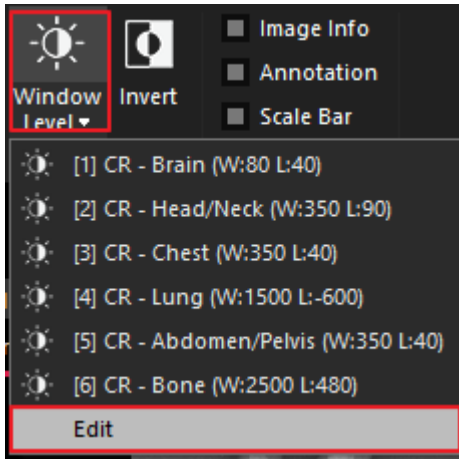 Window Level
Invert
Image Info
Annotation
Scale Bar
[1] CR - Brain (W:80 L:40)
[2] CR - Head/Neck (W:350 L:90)
[3] CR - Chest (W:350 L:40)
[4] CR - Lung (W:1500 L:-600)
[5] CR - Abdomen/Pelvis (W:350 L:40)
[6] CR - Bone (W:2500 L:480)
Edit